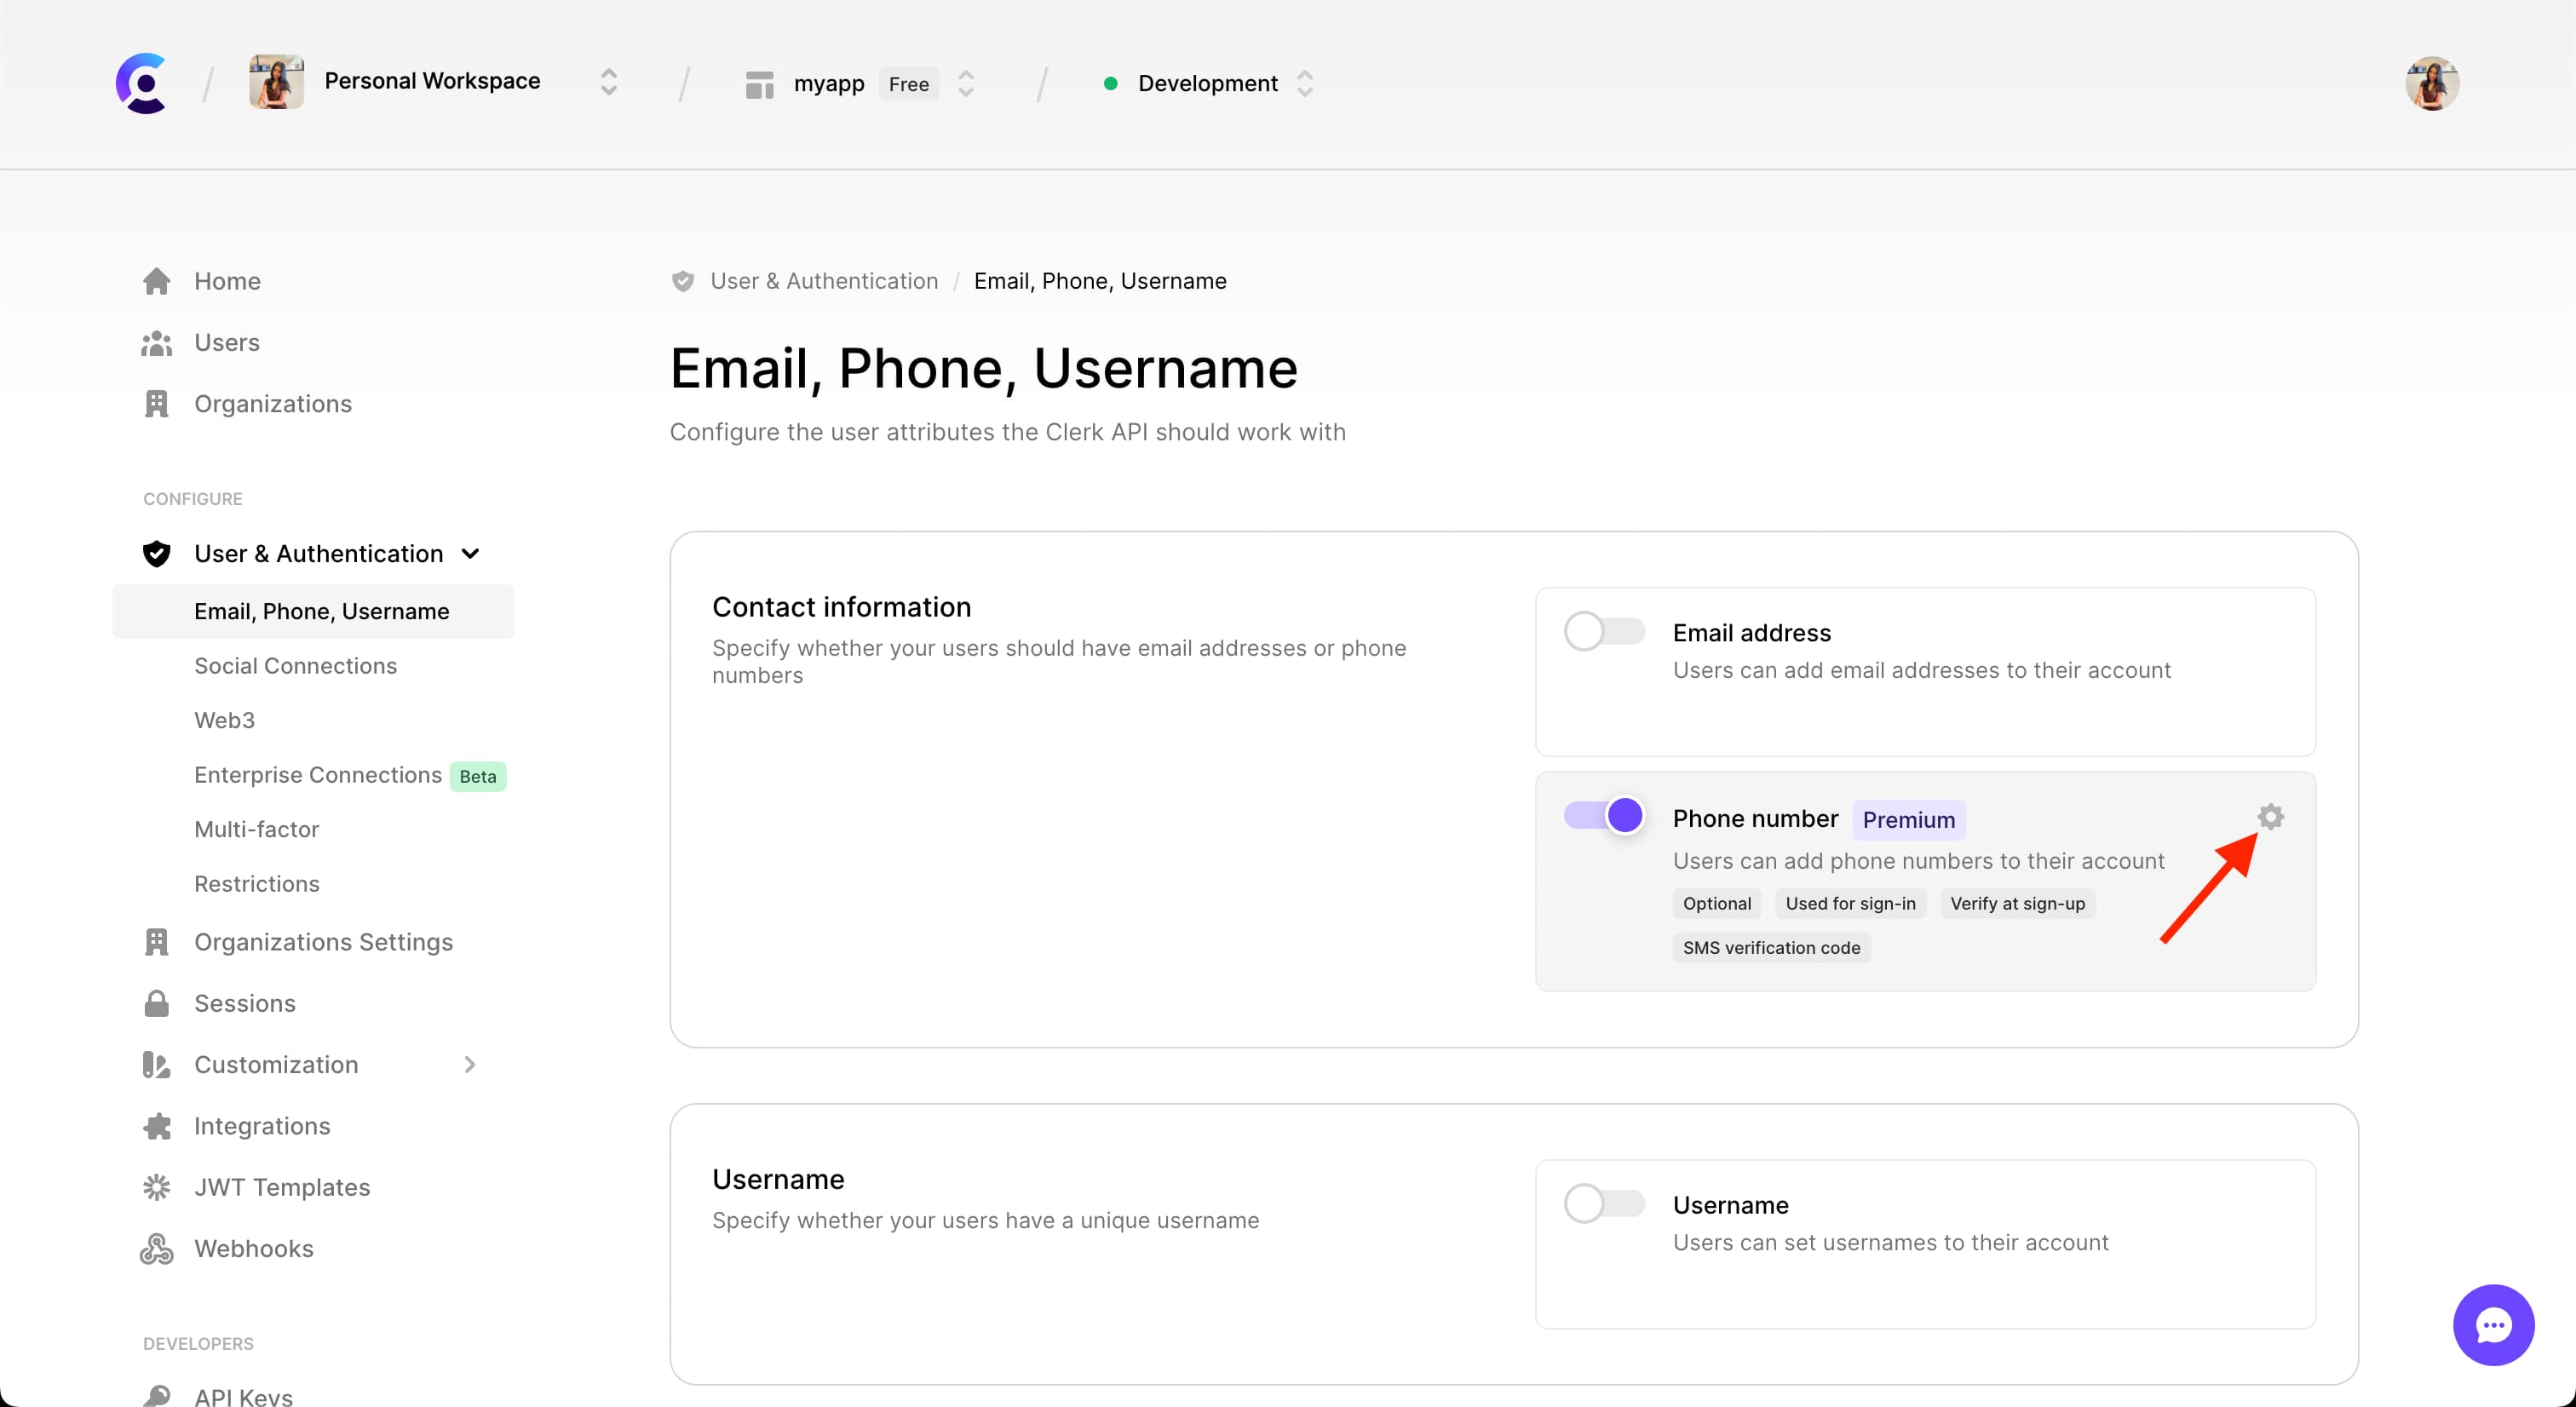 Personal Workspace
myapp
Free
Development
Home
Users
Organizations
CONFIGURE
User & Authentication
Email, Phone, Username
Social Connections
Web3
Enterprise Connections Beta
Multi-factor
Restrictions
Organizations Settings
Sessions
Customization
Integrations
JWT Templates
Webhooks
DEVELOPERS
API Keys
User & Authentication / Email, Phone, Username
Email, Phone, Username
Configure the user attributes the Clerk API should work with
Contact information
Specify whether your users should have email addresses or phone
numbers
Email address
Users can add email addresses to their account
Phone number Premium
Users can add phone numbers to their account
Optional Used for sign-in Verify at sign-up
SMS verification code
Username
Specify whether your users have a unique username
Username
Users can set usernames to their account